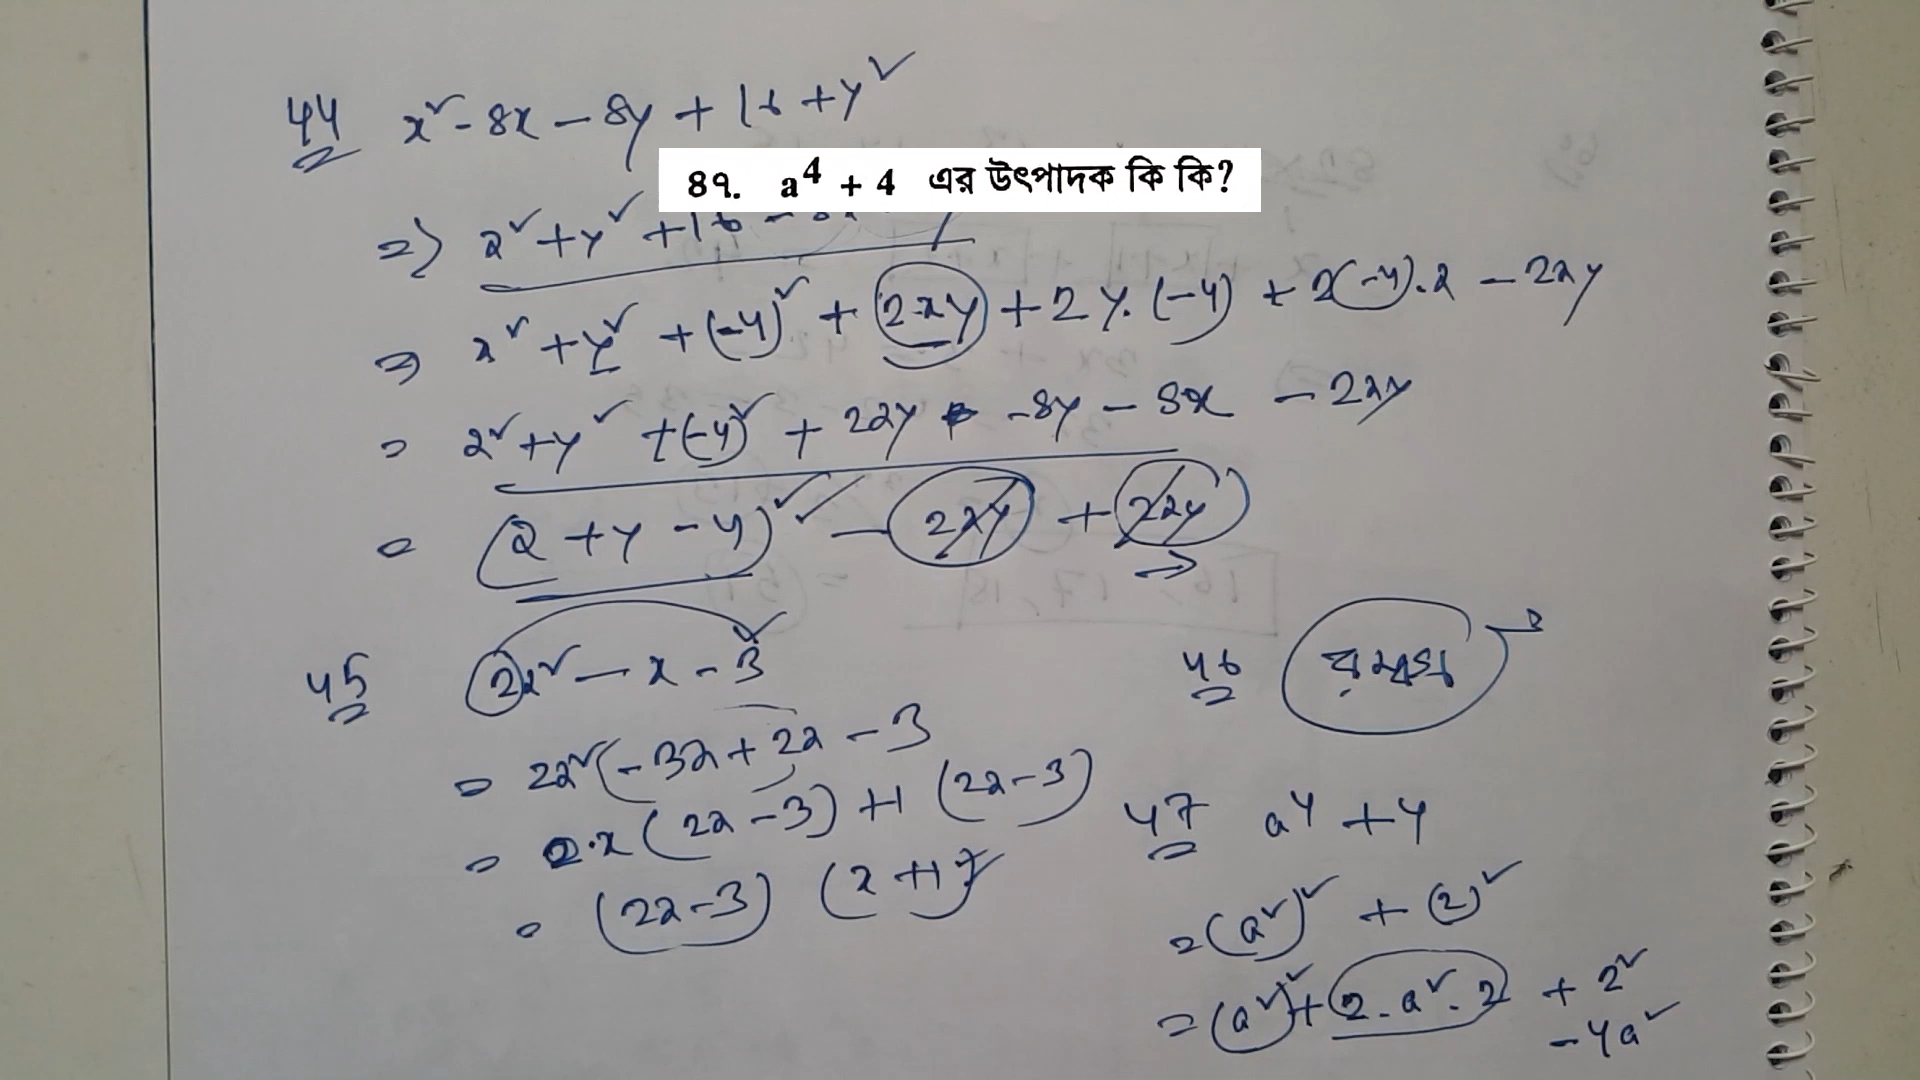 44 x² - 8x - 8y + 16 + y²
৪৭. a⁴ + 4 এর উৎপাদক কি কি?
⇒) x² + y² + 16 - 8x
⇒ x² + y² + (-4)² + 2xy + 2y.(-4) + 2(-4).x - 2xy
= x² + y² + (-4)² + 2xy - 8y - 8x - 2xy
= (x + y - 4)² - 2xy + 2xy
45 2x² - x - 3
= 2x² - 3x + 2x - 3
= x(2x - 3) + 1(2x - 3)
= (2x - 3) (x + 1)
46
47 a⁴ + 4
= (a²)² + (2)²
= (a²)² + 2.a².2 + 2²
- 4a²